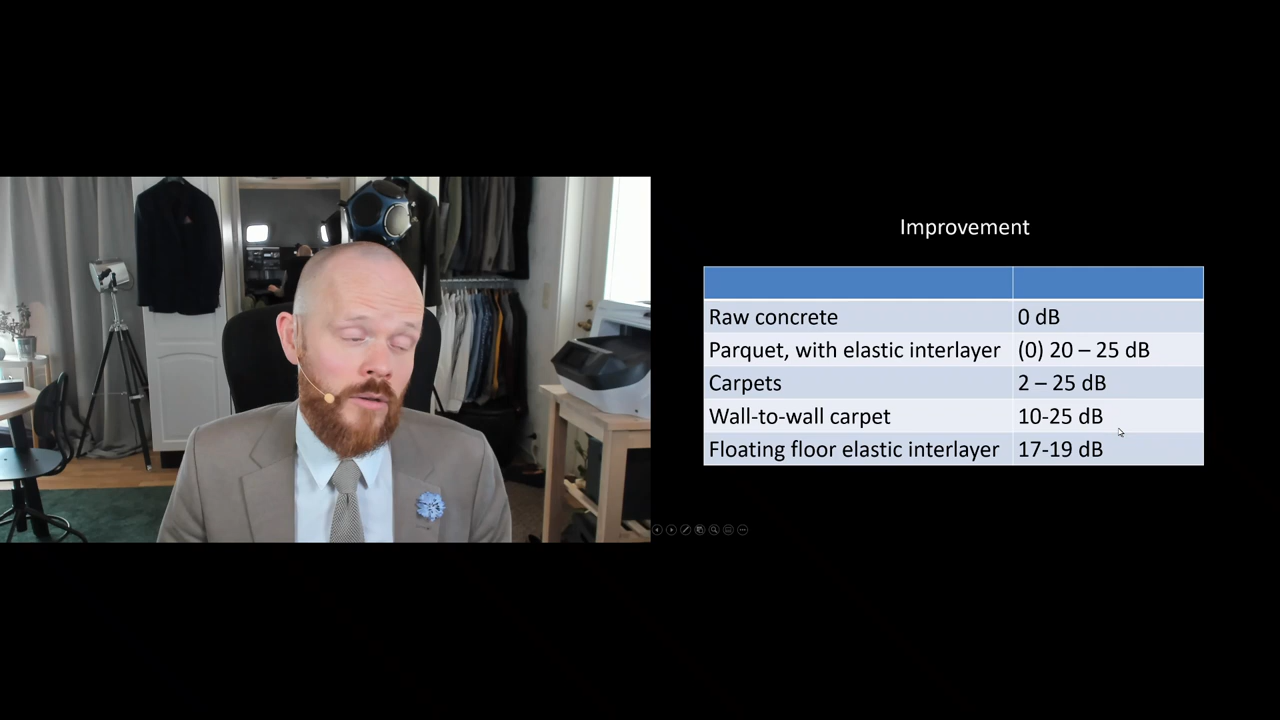 Improvement
Raw concrete 0 dB
Parquet, with elastic interlayer (0) 20 – 25 dB
Carpets 2 – 25 dB
Wall-to-wall carpet 10-25 dB
Floating floor elastic interlayer 17-19 dB